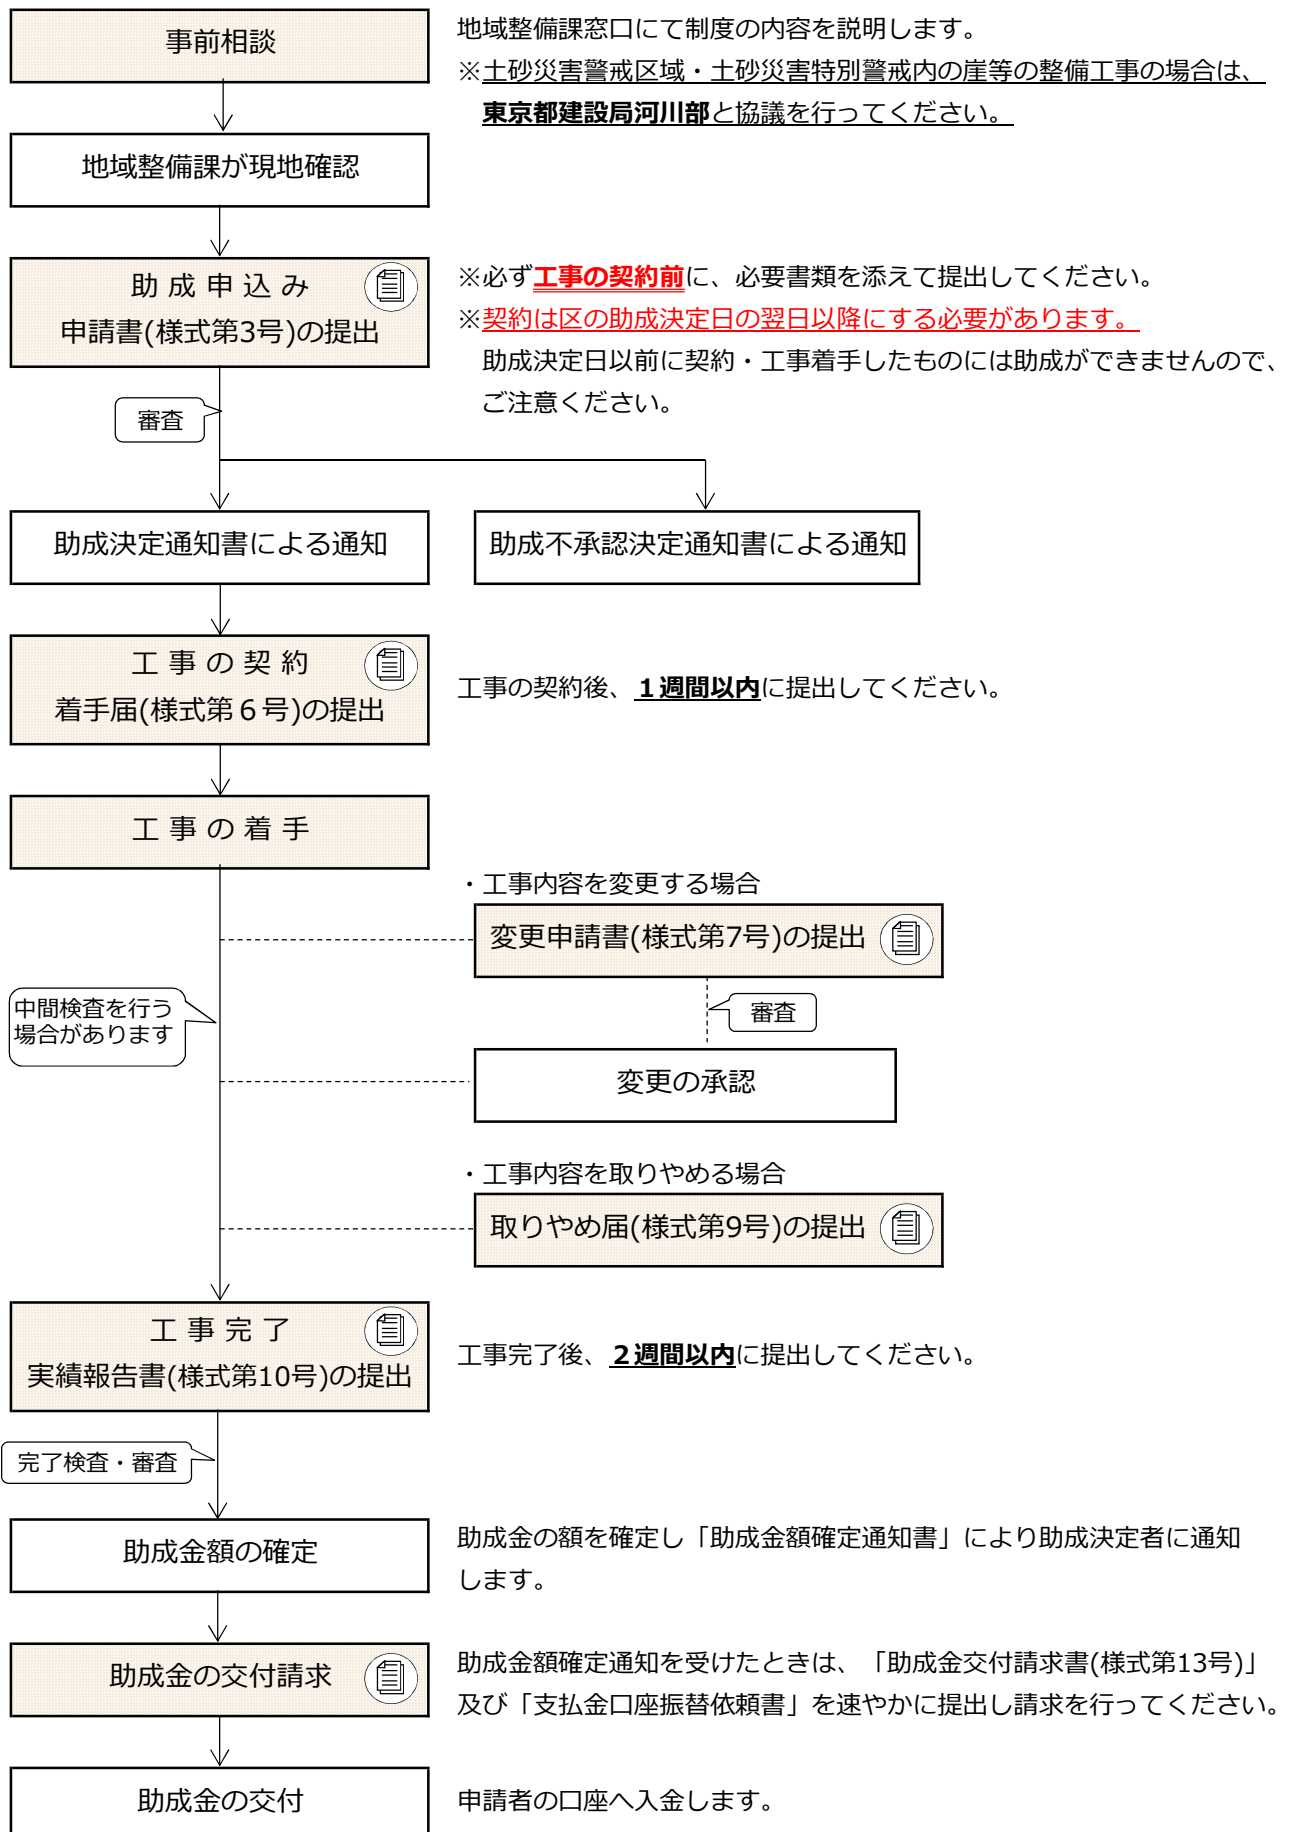 事前相談
地域整備課窓口にて制度の内容を説明します。
※土砂災害警戒区域・土砂災害特別警戒内の崖等の整備工事の場合は、
東京都建設局河川部と協議を行ってください。
地域整備課が現地確認
助成申込み
申請書(様式第3号)の提出
※必ず工事の契約前に、必要書類を添えて提出してください。
※契約は区の助成決定日の翌日以降にする必要があります。
助成決定日以前に契約・工事着手したものには助成ができませんので、
ご注意ください。
審査
助成決定通知書による通知
助成不承認決定通知書による通知
工事の契約
着手届(様式第６号)の提出
工事の契約後、１週間以内に提出してください。
工事の着手
・工事内容を変更する場合
変更申請書(様式第7号)の提出
中間検査を行う
場合があります
審査
変更の承認
・工事内容を取りやめる場合
取りやめ届(様式第9号)の提出
工事完了
実績報告書(様式第10号)の提出
工事完了後、２週間以内に提出してください。
完了検査・審査
助成金額の確定
助成金の額を確定し「助成金額確定通知書」により助成決定者に通知
します。
助成金の交付請求
助成金額確定通知を受けたときは、「助成金交付請求書(様式第13号)」
及び「支払金口座振替依頼書」を速やかに提出し請求を行ってください。
助成金の交付
申請者の口座へ入金します。